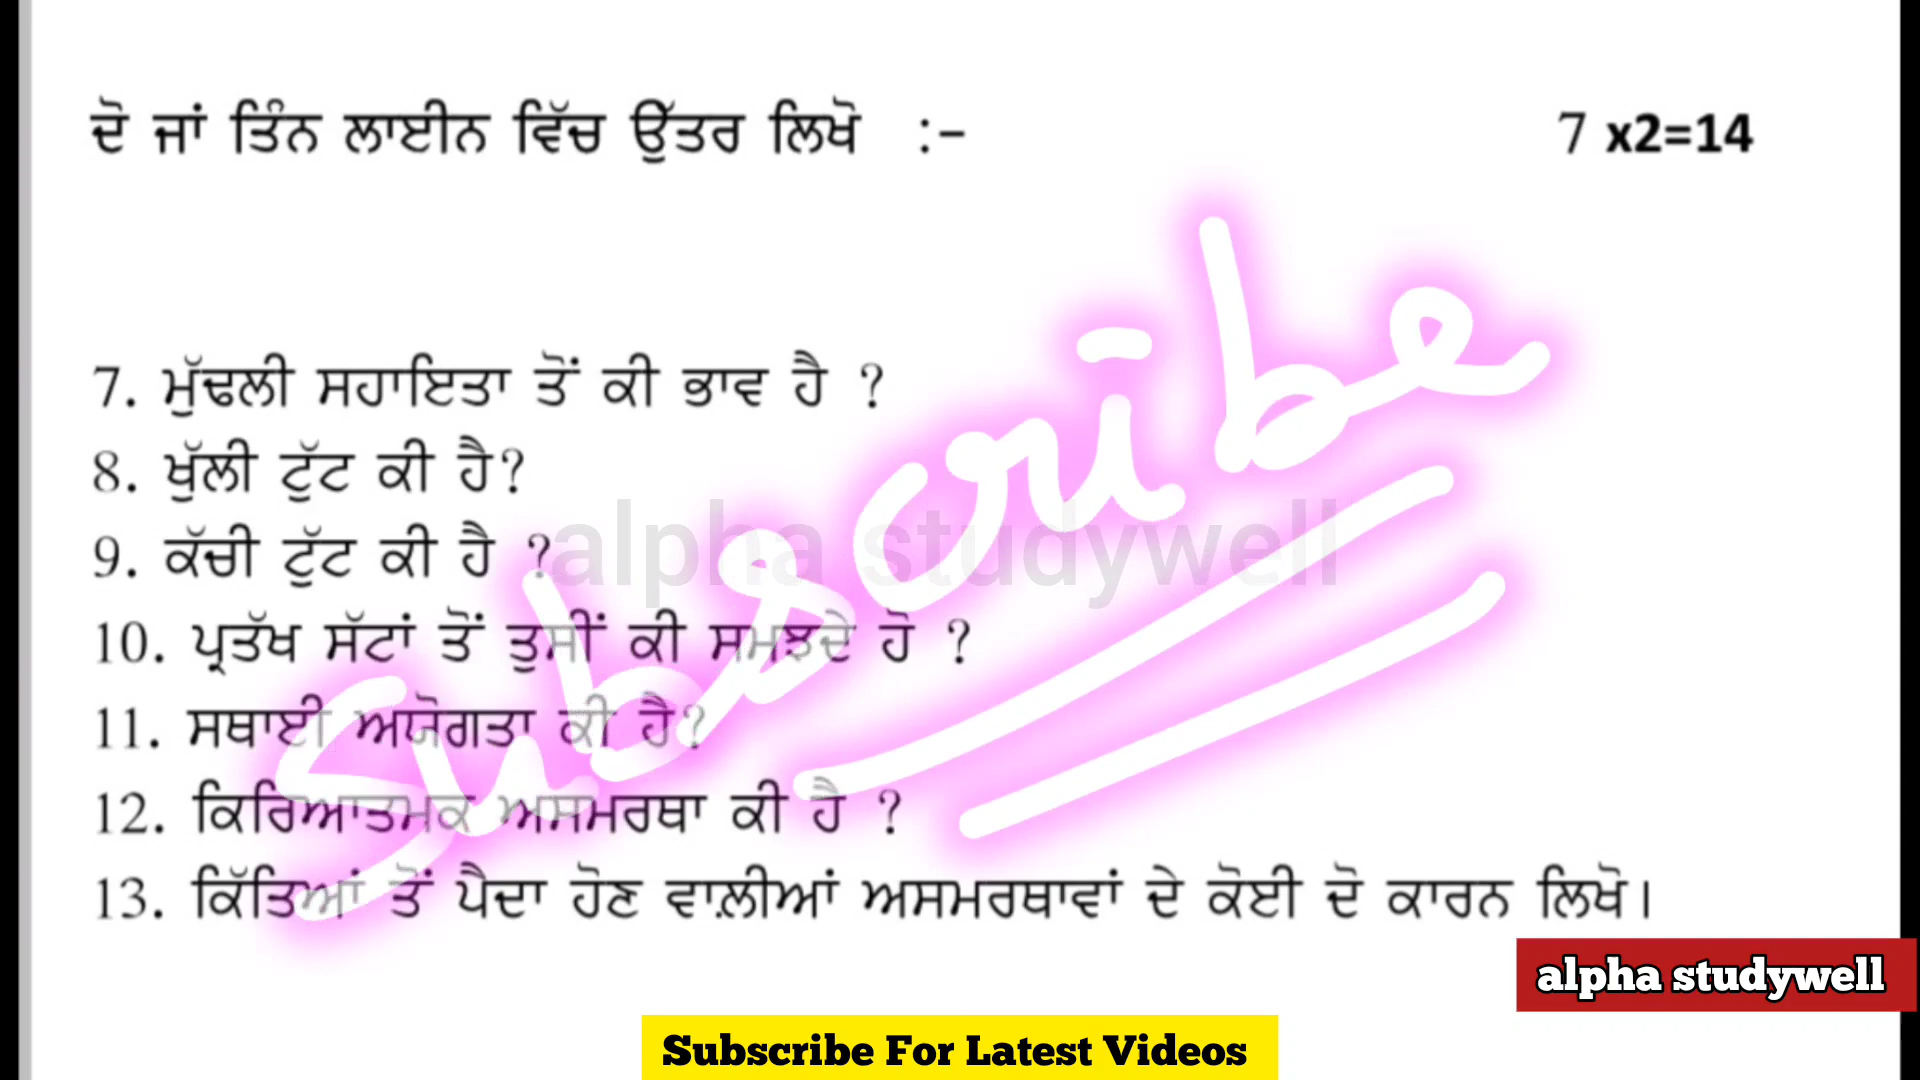 ਦੋ ਜਾਂ ਤਿੰਨ ਲਾਈਨ ਵਿੱਚ ਉੱਤਰ ਲਿਖੋ :- 7 x2=14
7. ਮੁੱਢਲੀ ਸਹਾਇਤਾ ਤੋਂ ਕੀ ਭਾਵ ਹੈ ?
8. ਖੁੱਲੀ ਟੁੱਟ ਕੀ ਹੈ?
9. ਕੱਚੀ ਟੁੱਟ ਕੀ ਹੈ ?
alpha studywell
10. ਪ੍ਰਤੱਖ ਸੱਟਾਂ ਤੋਂ ਤੁਸੀਂ ਕੀ ਸਮਝਦੇ ਹੋ ?
11. ਸਥਾਈ ਅਯੋਗਤਾ ਕੀ ਹੈ?
12. ਕਿਰਿਆਤਮਕ ਅਸਮਰਥਾ ਕੀ ਹੈ ?
13. ਕਿੱਤਿਆਂ ਤੋਂ ਪੈਦਾ ਹੋਣ ਵਾਲ਼ੀਆਂ ਅਸਮਰਥਾਵਾਂ ਦੇ ਕੋਈ ਦੋ ਕਾਰਨ ਲਿਖੋ।
Subscribe
alpha studywell
Subscribe For Latest Videos